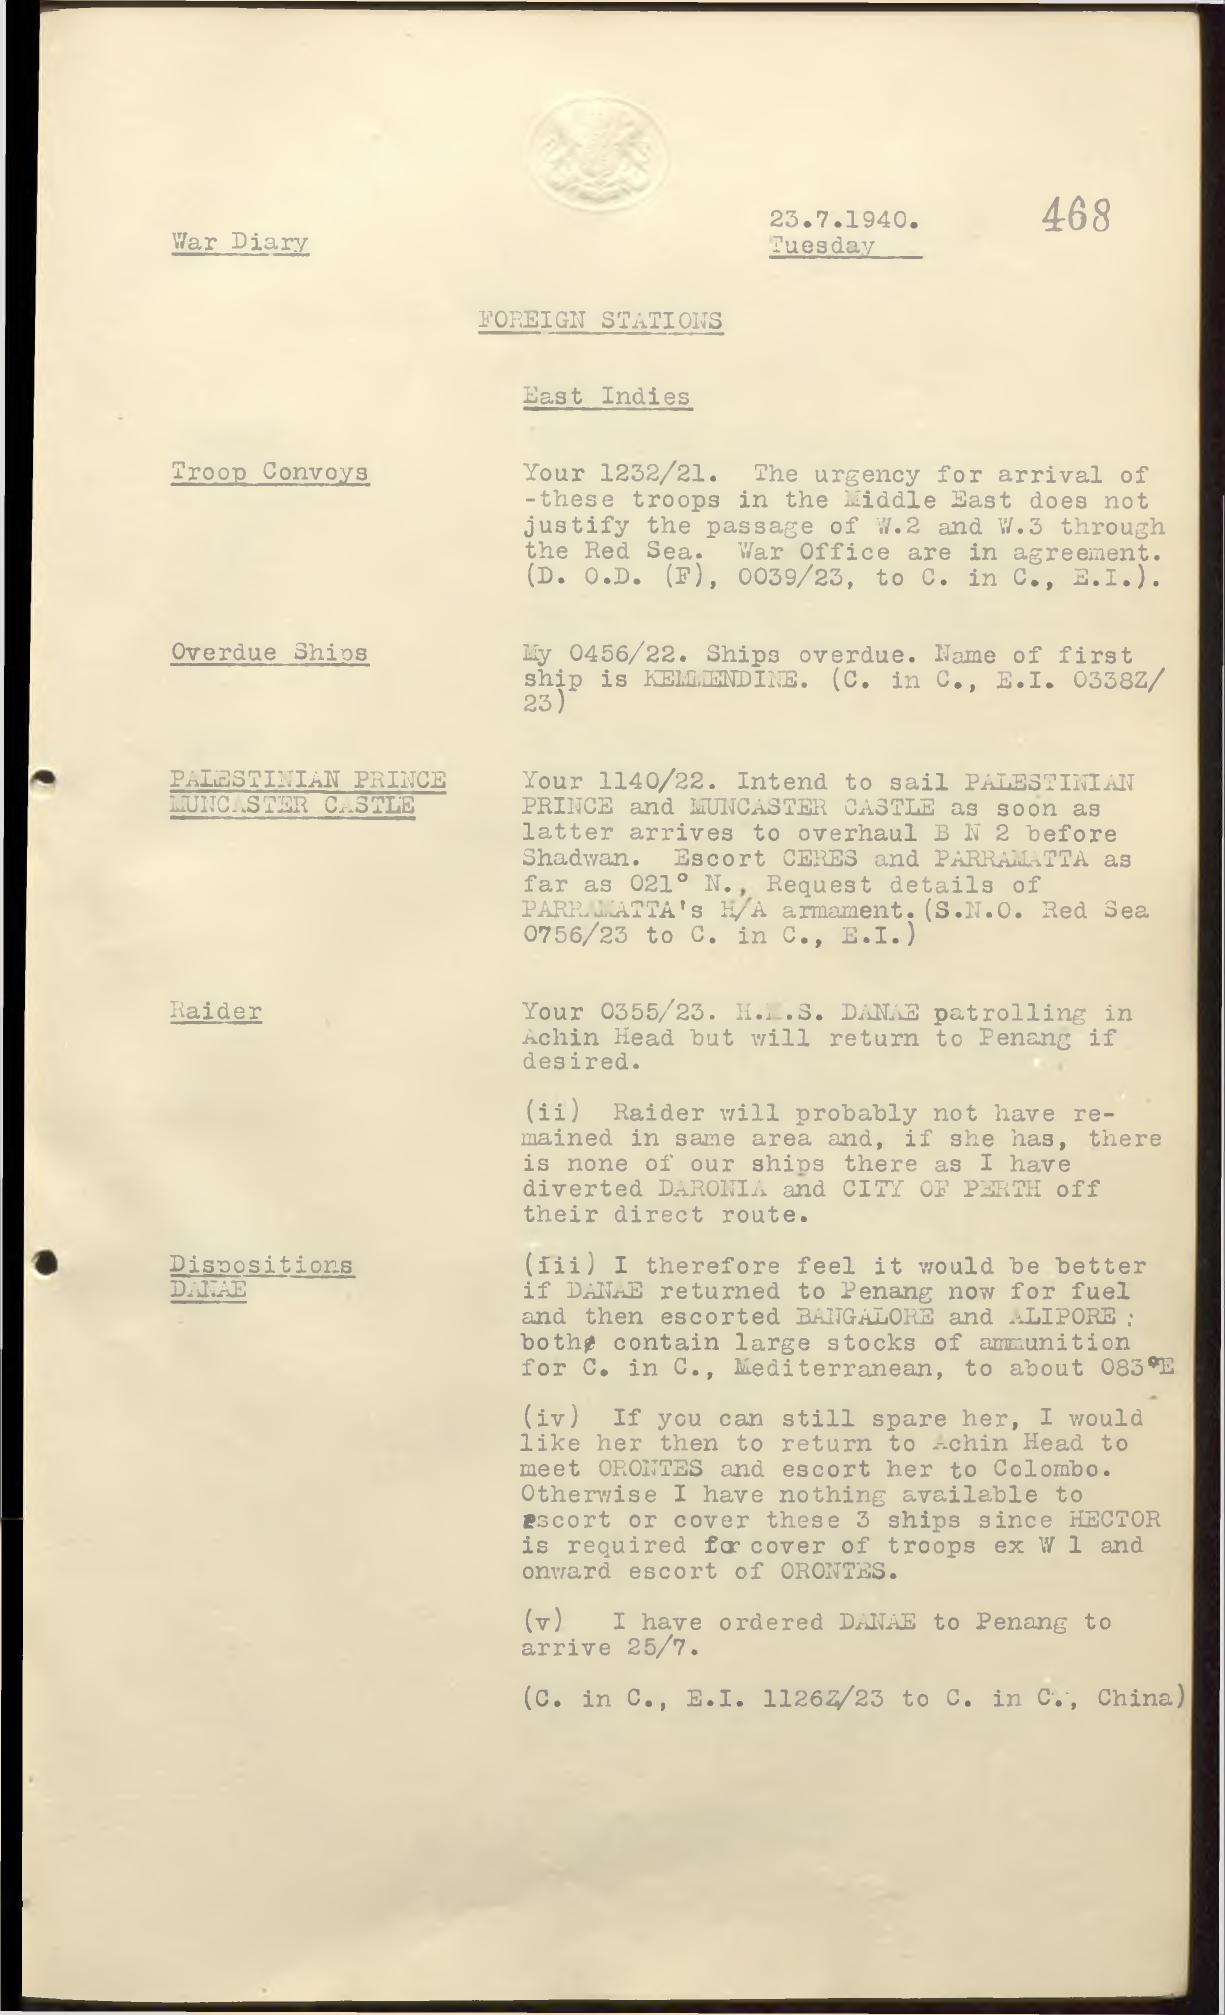 23.7.1940.
468
War Diary
Tuesday
FOREIGN STATIONS
East Indies
Troop Convoys
Your 1232/21. The urgency for arrival of
-these troops in the Middle East does not
justify the passage of W.2 and W.3 through
the Red Sea. War Office are in agreement.
(D. O.D. (F), 0039/23, to C. in C., E.I.).
Overdue Ships
My 0456/22. Ships overdue. Name of first
ship is KEMMENDINE. (C. in C., E.I. 0338Z/
23)
PALESTINIAN PRINCE
MUNCASTER CASTLE
Your 1140/22. Intend to sail PALESTINIAN
PRINCE and MUNCASTER CASTLE as soon as
latter arrives to overhaul B N 2 before
Shadwan. Escort CERES and PARRAMATTA as
far as 021° N., Request details of
PARRAMATTA's H/A armament.(S.N.O. Red Sea
0756/23 to C. in C., E.I.)
Raider
Your 0355/23. H.M.S. DANAE patrolling in
Achin Head but will return to Penang if
desired.
(ii) Raider will probably not have re-
mained in same area and, if she has, there
is none of our ships there as I have
diverted DARONIA and CITY OF PERTH off
their direct route.
Dispositions
DANAE
(iii) I therefore feel it would be better
if DANAE returned to Penang now for fuel
and then escorted BANGALORE and ALIPORE ;
both contain large stocks of ammunition
for C. in C., Mediterranean, to about 083°E
(iv) If you can still spare her, I would
like her then to return to Achin Head to
meet ORONTES and escort her to Colombo.
Otherwise I have nothing available to
escort or cover these 3 ships since HECTOR
is required for cover of troops ex W 1 and
onward escort of ORONTES.
(v) I have ordered DANAE to Penang to
arrive 25/7.
(C. in C., E.I. 1126Z/23 to C. in C., China)